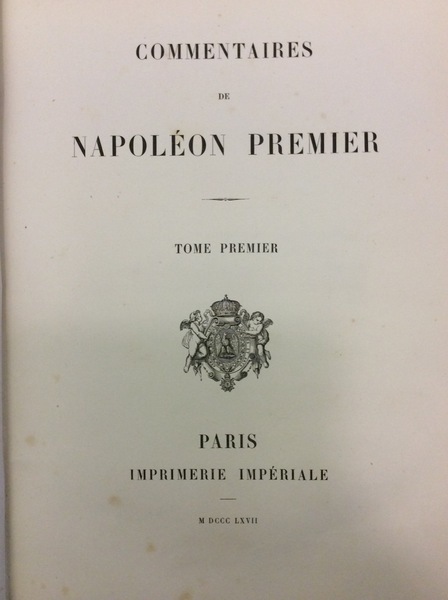 COMMENTAIRES
DE
NAPOLÉON PREMIER
TOME PREMIER
PARIS
IMPRIMERIE IMPÉRIALE
M DCCC LXVII